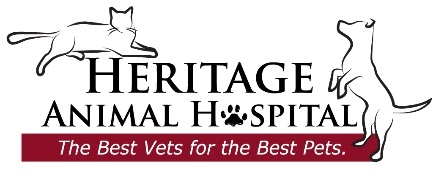 HERITAGE
ANIMAL HOSPITAL
The Best Vets for the Best Pets.